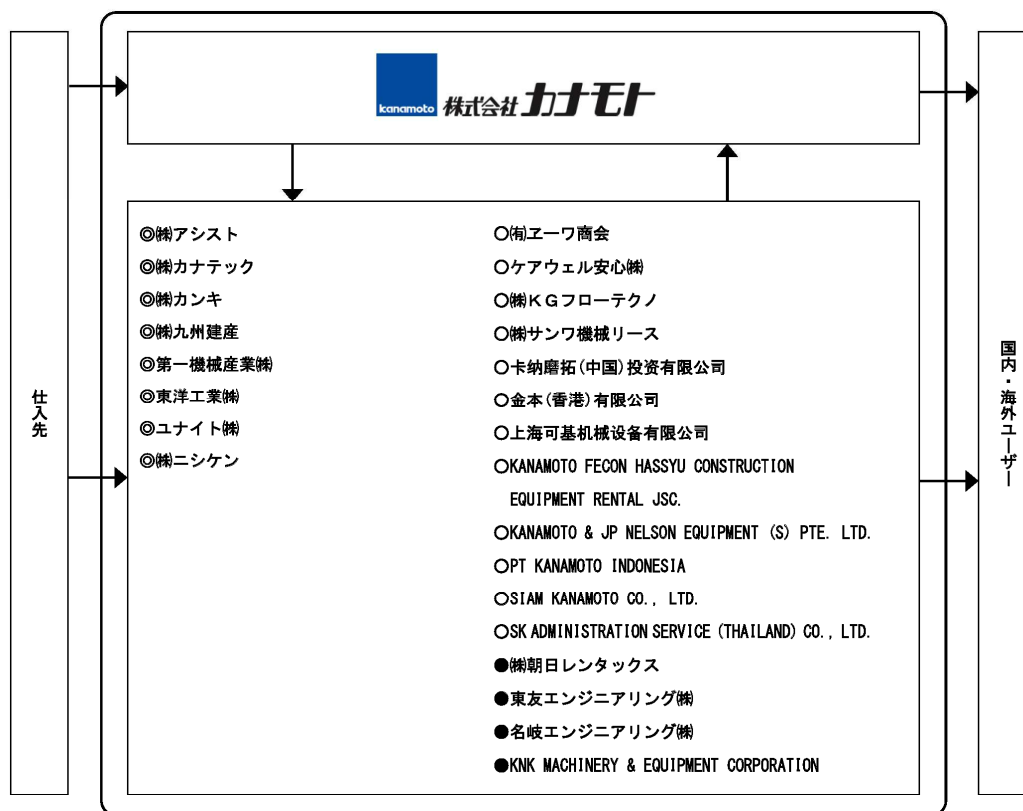 仕入先
kanamoto 株式会社カナモト
◎㈱アシスト
◎㈱カナテック
◎㈱カンキ
◎㈱九州建産
◎第一機械産業㈱
◎東洋工業㈱
◎ユナイト㈱
◎㈱ニシケン
○㈲ヱーワ商会
○ケアウェル安心㈱
○㈱KGフローテクノ
○㈱サンワ機械リース
○卡纳磨拓(中国)投资有限公司
○金本(香港)有限公司
○上海可基机械设备有限公司
○KANAMOTO FECON HASSYU CONSTRUCTION
EQUIPMENT RENTAL JSC.
○KANAMOTO & JP NELSON EQUIPMENT (S) PTE. LTD.
○PT KANAMOTO INDONESIA
○SIAM KANAMOTO CO., LTD.
○SK ADMINISTRATION SERVICE (THAILAND) CO., LTD.
●㈱朝日レンタックス
●東友エンジニアリング㈱
●名岐エンジニアリング㈱
●KNK MACHINERY & EQUIPMENT CORPORATION
国内・海外ユーザー